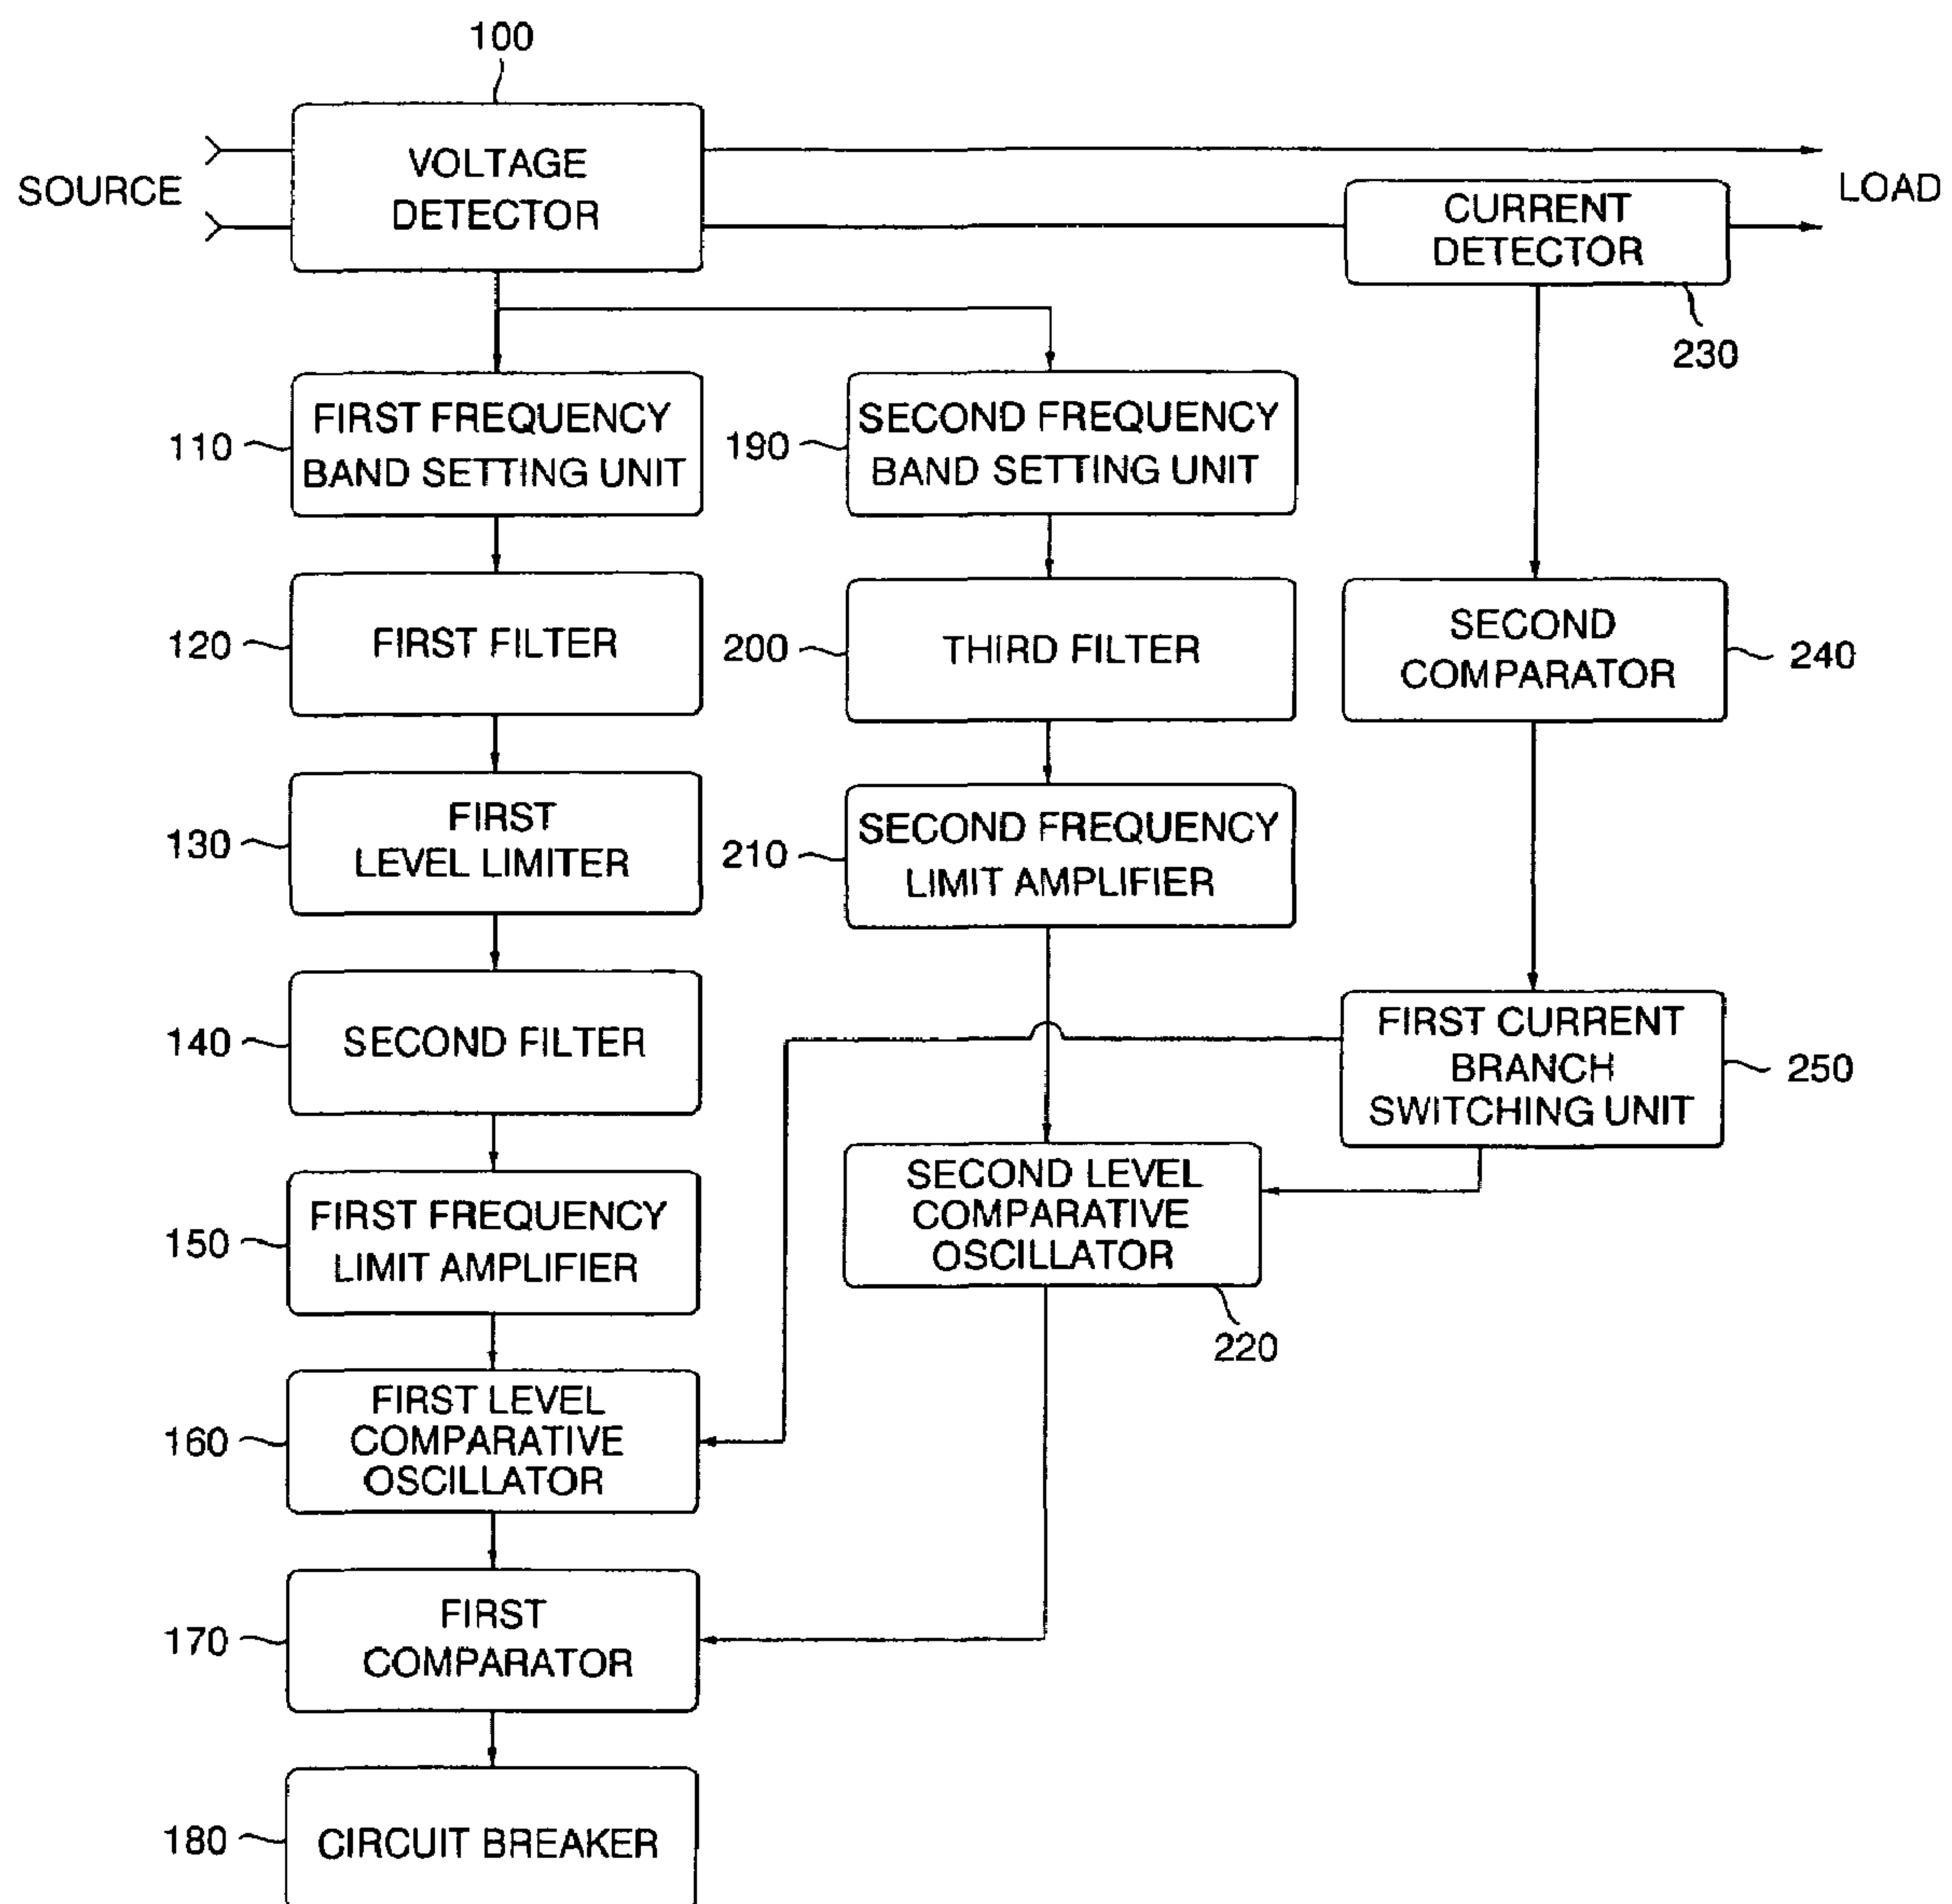 100
VOLTAGE
DETECTOR
SOURCE
LOAD
CURRENT
DETECTOR
230
110
FIRST FREQUENCY
BAND SETTING UNIT
190
SECOND FREQUENCY
BAND SETTING UNIT
120
FIRST FILTER
200
THIRD FILTER
SECOND
COMPARATOR
240
130
FIRST
LEVEL LIMITER
210
SECOND FREQUENCY
LIMIT AMPLIFIER
140
SECOND FILTER
FIRST CURRENT
BRANCH
SWITCHING UNIT
250
150
FIRST FREQUENCY
LIMIT AMPLIFIER
SECOND LEVEL
COMPARATIVE
OSCILLATOR
220
160
FIRST LEVEL
COMPARATIVE
OSCILLATOR
170
FIRST
COMPARATOR
180
CIRCUIT BREAKER